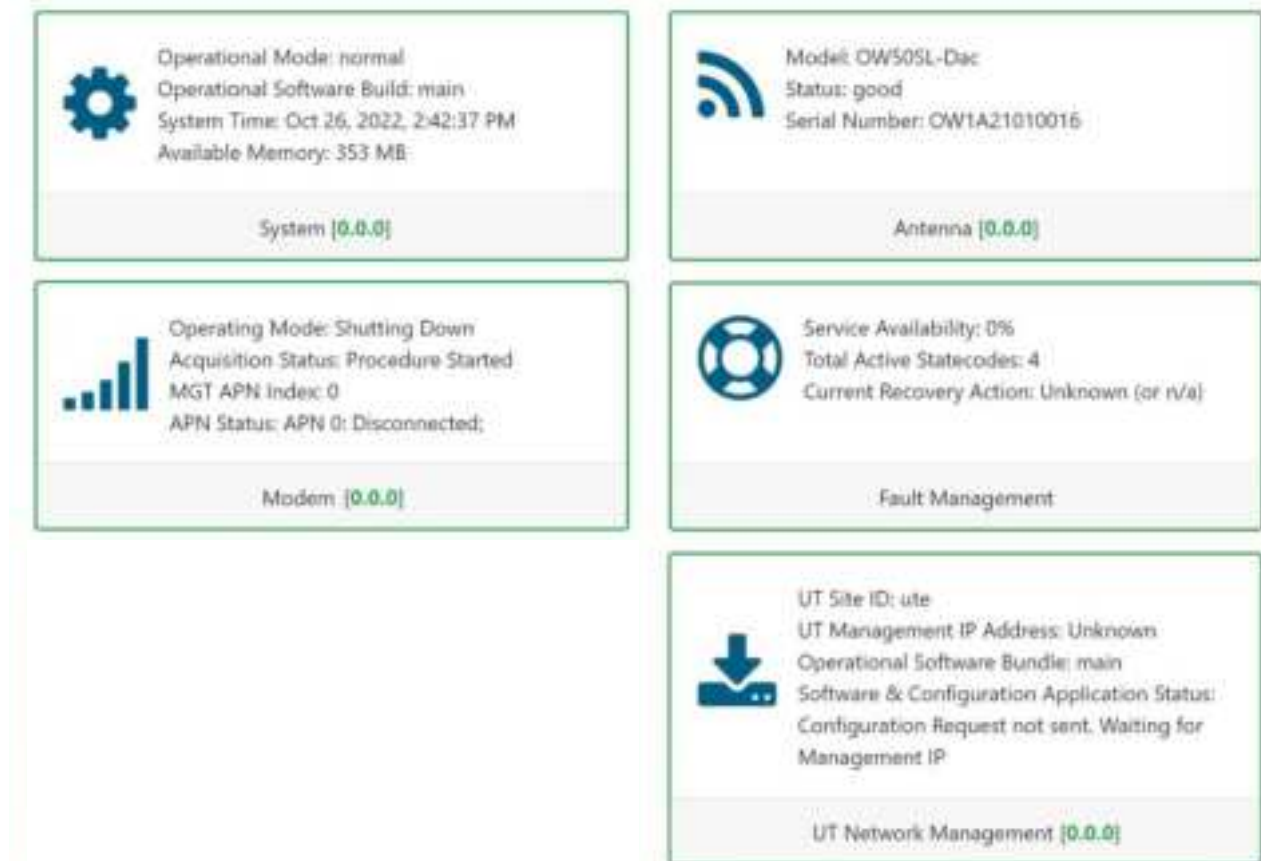 Operational Mode: normal
Operational Software Build: main
System Time: Oct 26, 2022, 2:42:37 PM
Available Memory: 353 MB
System [0.0.0]
Model: OW50SL-Dac
Status: good
Serial Number: OW1A21010016
Antenna [0.0.0]
Operating Mode: Shutting Down
Acquisition Status: Procedure Started
MGT APN Index: 0
APN Status: APN 0: Disconnected;
Modem [0.0.0]
Service Availability: 0%
Total Active Statecodes: 4
Current Recovery Action: Unknown (or n/a)
Fault Management
UT Site ID: ute
UT Management IP Address: Unknown
Operational Software Bundle: main
Software & Configuration Application Status:
Configuration Request not sent. Waiting for
Management IP
UT Network Management [0.0.0]